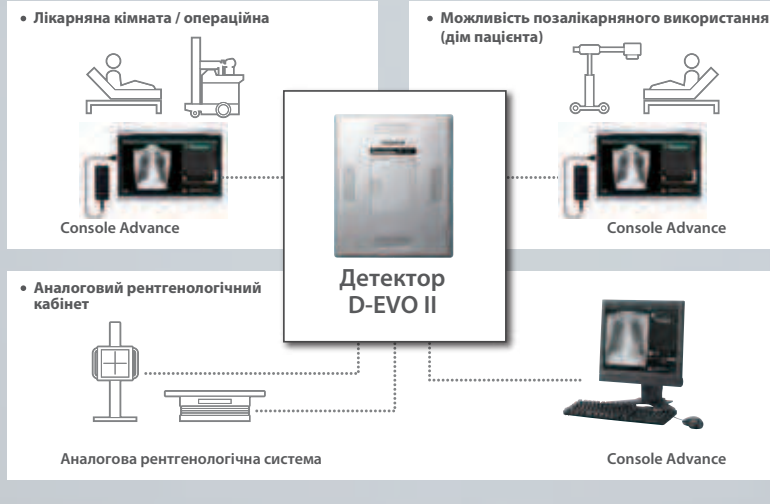 • Лікарняна кімната / операційна
Console Advance
• Можливість позалікарняного використання
(дім пацієнта)
Console Advance
Детектор
D-EVO II
• Аналоговий рентгенологічний
кабінет
Аналогова рентгенологічна система
Console Advance